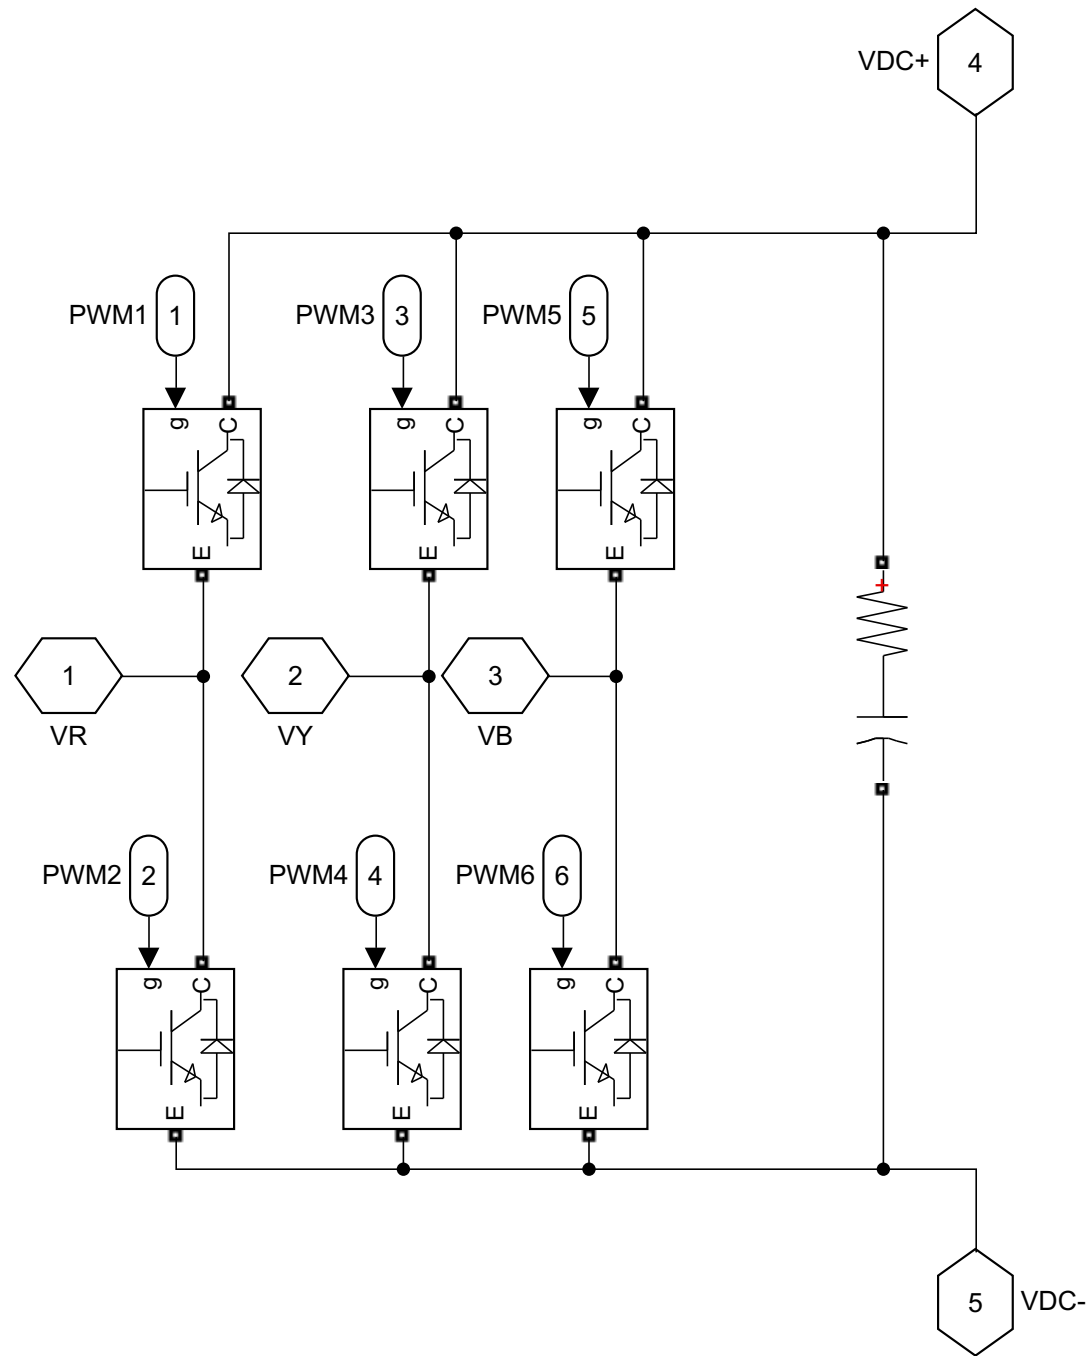 VDC+ 4
PWM1 1 PWM3 3 PWM5 5
g C g C g C
E E E
1 2 3
VR VY VB
+
PWM2 2 PWM4 4 PWM6 6
g C g C g C
E E E
5 VDC-